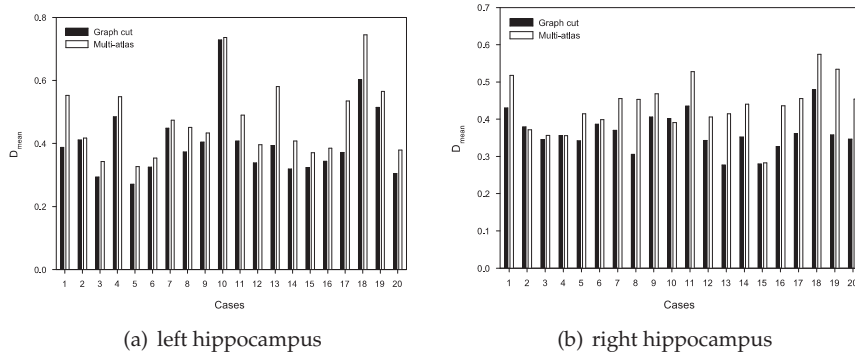 Graph cut
Multi-atlas
0.8
0.6
0.4
0.2
0.0
D mean
1 2 3 4 5 6 7 8 9 10 11 12 13 14 15 16 17 18 19 20
Cases
(a) left hippocampus
Graph cut
Multi-atlas
0.7
0.6
0.5
0.4
0.3
0.2
0.1
0.0
D mean
1 2 3 4 5 6 7 8 9 10 11 12 13 14 15 16 17 18 19 20
Cases
(b) right hippocampus